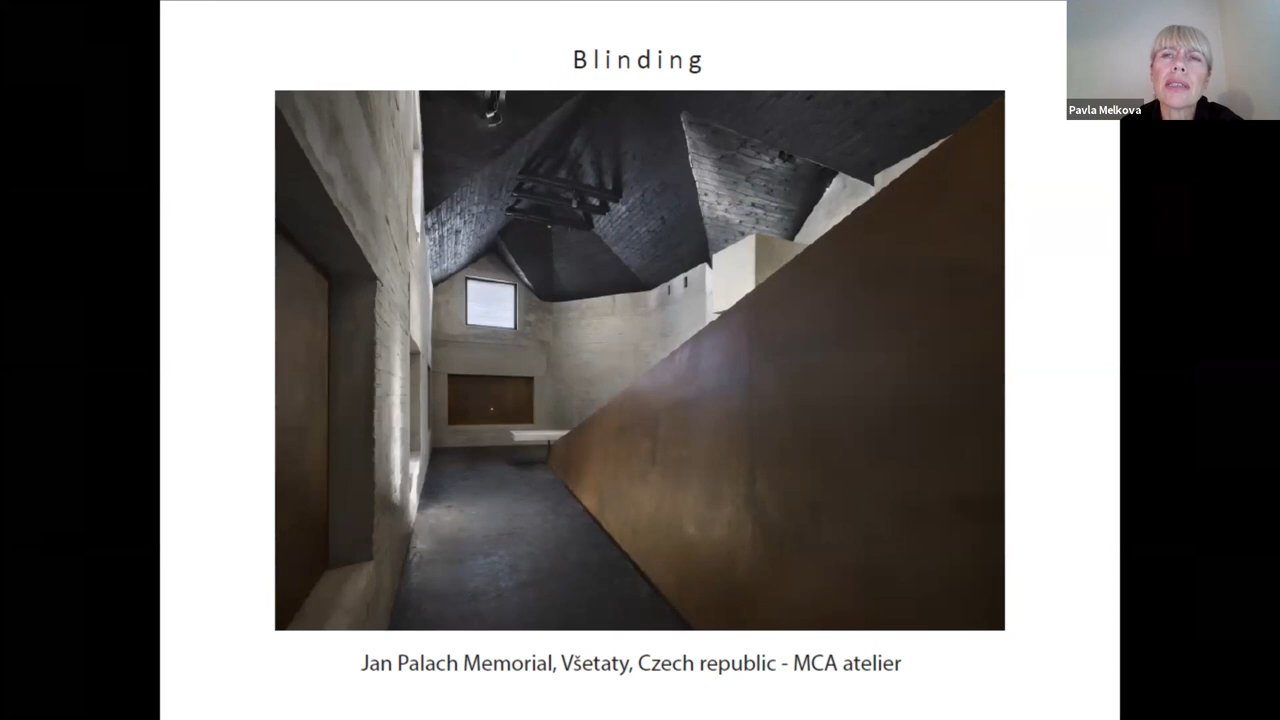 Blinding
Pavla Melkova
Jan Palach Memorial, Všetaty, Czech republic - MCA atelier